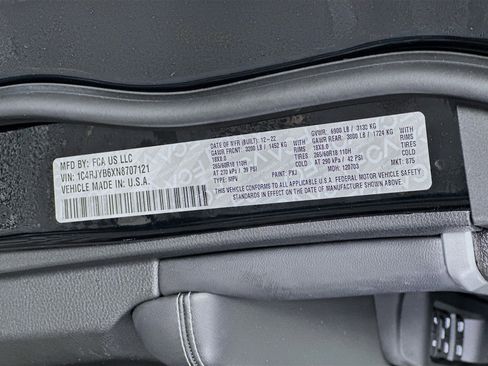 MFD BY: FCA US LLC
VIN: 1C4RJYB6XN8707121
VEHICLE MADE IN U.S.A.
DATE OF MFR (BUILT) 12-22 GVWR: 6900 LB / 3130 KG
GAWR FRONT: 3200 LB / 1452 KG WITH GAWR REAR: 3800 LB / 1724 KG WITH
18X8.0 RIMS 18X8.0 RIMS
265/60R18 110H TIRES 265/60R18 110H TIRES
AT 270 kPa / 39 PSI COLD AT 290 kPa / 42 PSI COLD
TYPE: MPV PAINT: PXJ MDH: 120703 MKT: 875
THIS VEHICLE CONFORMS TO ALL APPLICABLE U.S.A. FEDERAL MOTOR VEHICLE SAFETY
STANDARDS IN EFFECT ON THE DATE OF MANUFACTURE SHOWN ABOVE